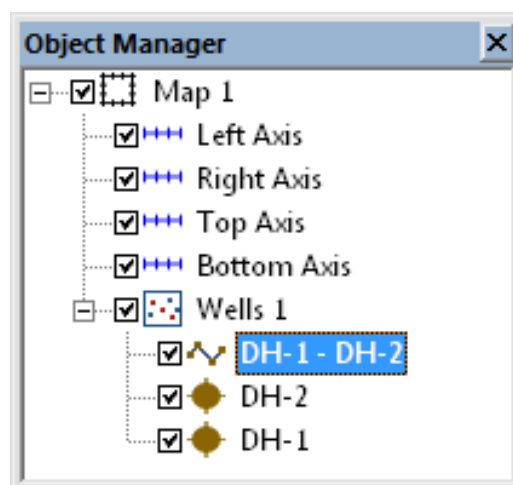 Object Manager
Map 1
Left Axis
Right Axis
Top Axis
Bottom Axis
Wells 1
DH-1 - DH-2
DH-2
DH-1